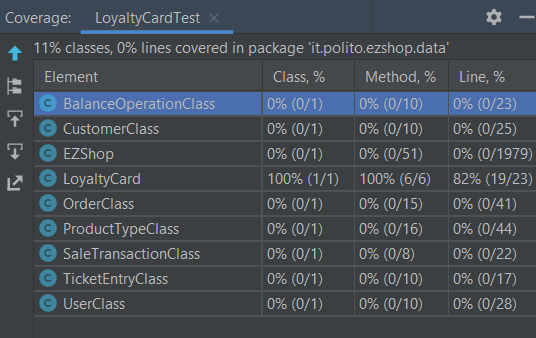 Coverage: LoyaltyCardTest
11% classes, 0% lines covered in package 'it.polito.ezshop.data'
Element Class, % Method, % Line, %
BalanceOperationClass 0% (0/1) 0% (0/10) 0% (0/23)
CustomerClass 0% (0/1) 0% (0/10) 0% (0/25)
EZShop 0% (0/1) 0% (0/51) 0% (0/1979)
LoyaltyCard 100% (1/1) 100% (6/6) 82% (19/23)
OrderClass 0% (0/1) 0% (0/15) 0% (0/41)
ProductTypeClass 0% (0/1) 0% (0/16) 0% (0/44)
SaleTransactionClass 0% (0/1) 0% (0/8) 0% (0/22)
TicketEntryClass 0% (0/1) 0% (0/10) 0% (0/17)
UserClass 0% (0/1) 0% (0/10) 0% (0/28)